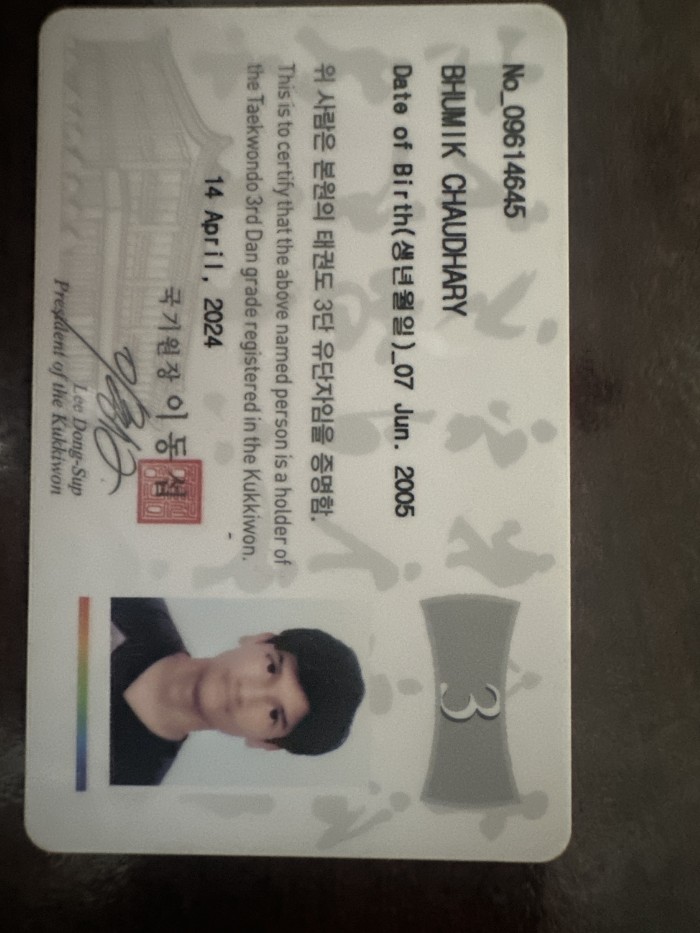 No_09614645
BHUMIK CHAUDHARY
Date of Birth(생년월일)_07 Jun. 2005
위 사람은 본원의 태권도 3단 유단자임을 증명함.
This is to certify that the above named person is a holder of
the Taekwondo 3rd Dan grade registered in the Kukkiwon.
14 April, 2024
국기원장 이동섭
Lee Dong-Sup
President of the Kukkiwon
3